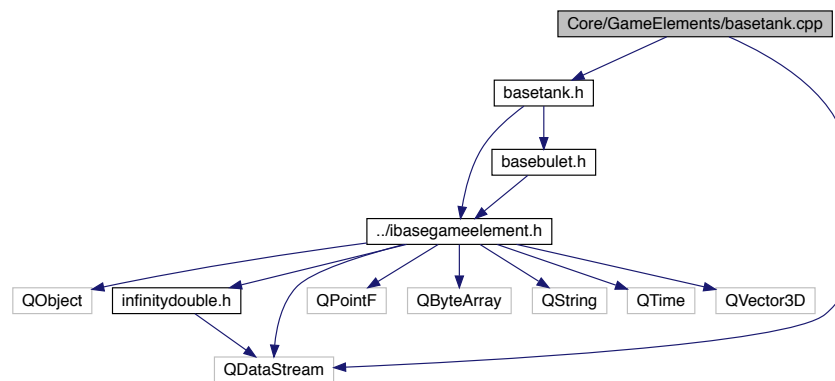 Core/GameElements/basetank.cpp
basetank.h
basebulet.h
../ibasegameelement.h
QObject
infinitydouble.h
QPointF
QByteArray
QString
QTime
QVector3D
QDataStream